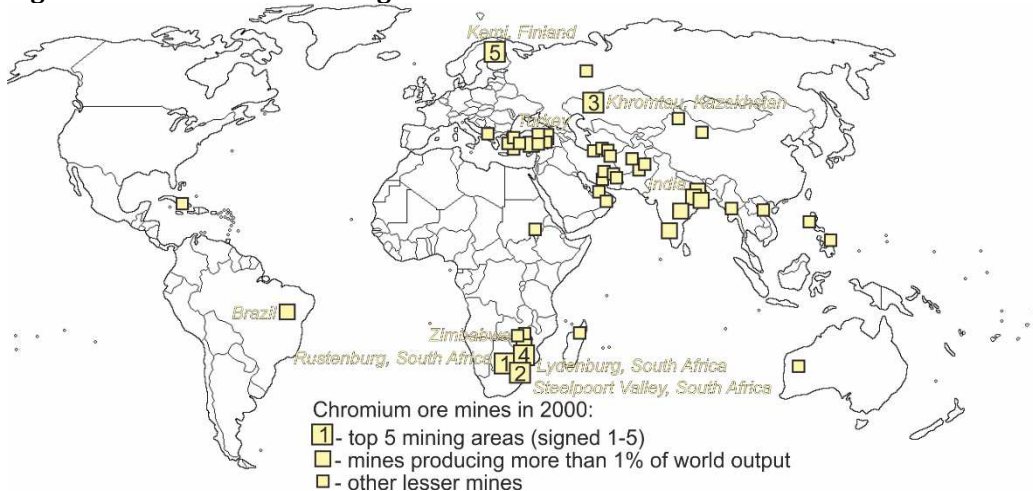 Kemi, Finland
5
3
Khromtau, Kazakhstan
Turkey
India
Brazil
Zimbabwe
4
Rustenburg, South Africa
1
Lydenburg, South Africa
2
Steelpoort Valley, South Africa
Chromium ore mines in 2000:
1 - top 5 mining areas (signed 1-5)
- mines producing more than 1% of world output
- other lesser mines